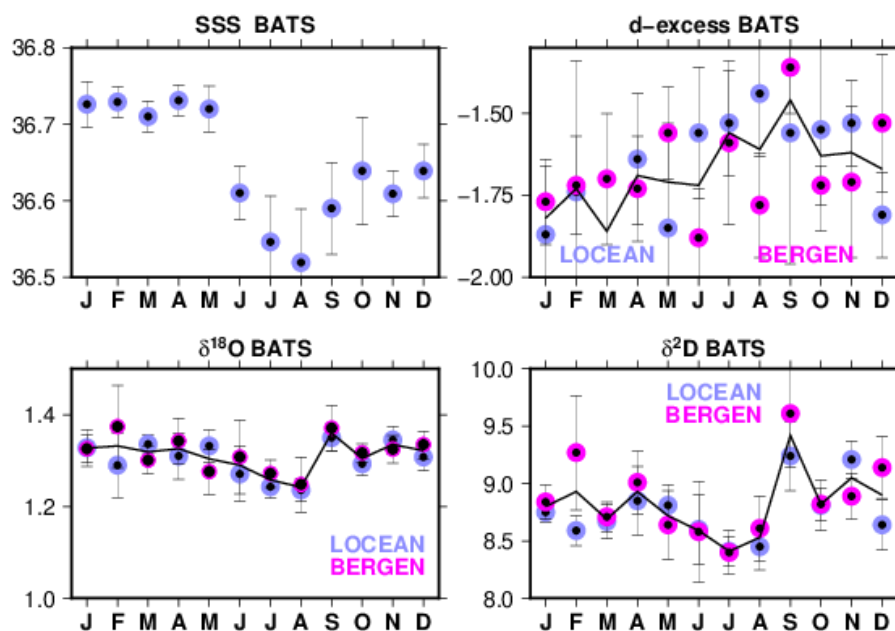 SSS BATS
36.8
36.7
36.6
36.5
J F M A M J J A S O N D
d−excess BATS
−1.50
−1.75
−2.00
LOCEAN BERGEN
J F M A M J J A S O N D
δ¹⁸O BATS
1.4
1.2
1.0
LOCEAN
BERGEN
J F M A M J J A S O N D
δ²D BATS
10.0
9.5
9.0
8.5
8.0
LOCEAN
BERGEN
J F M A M J J A S O N D